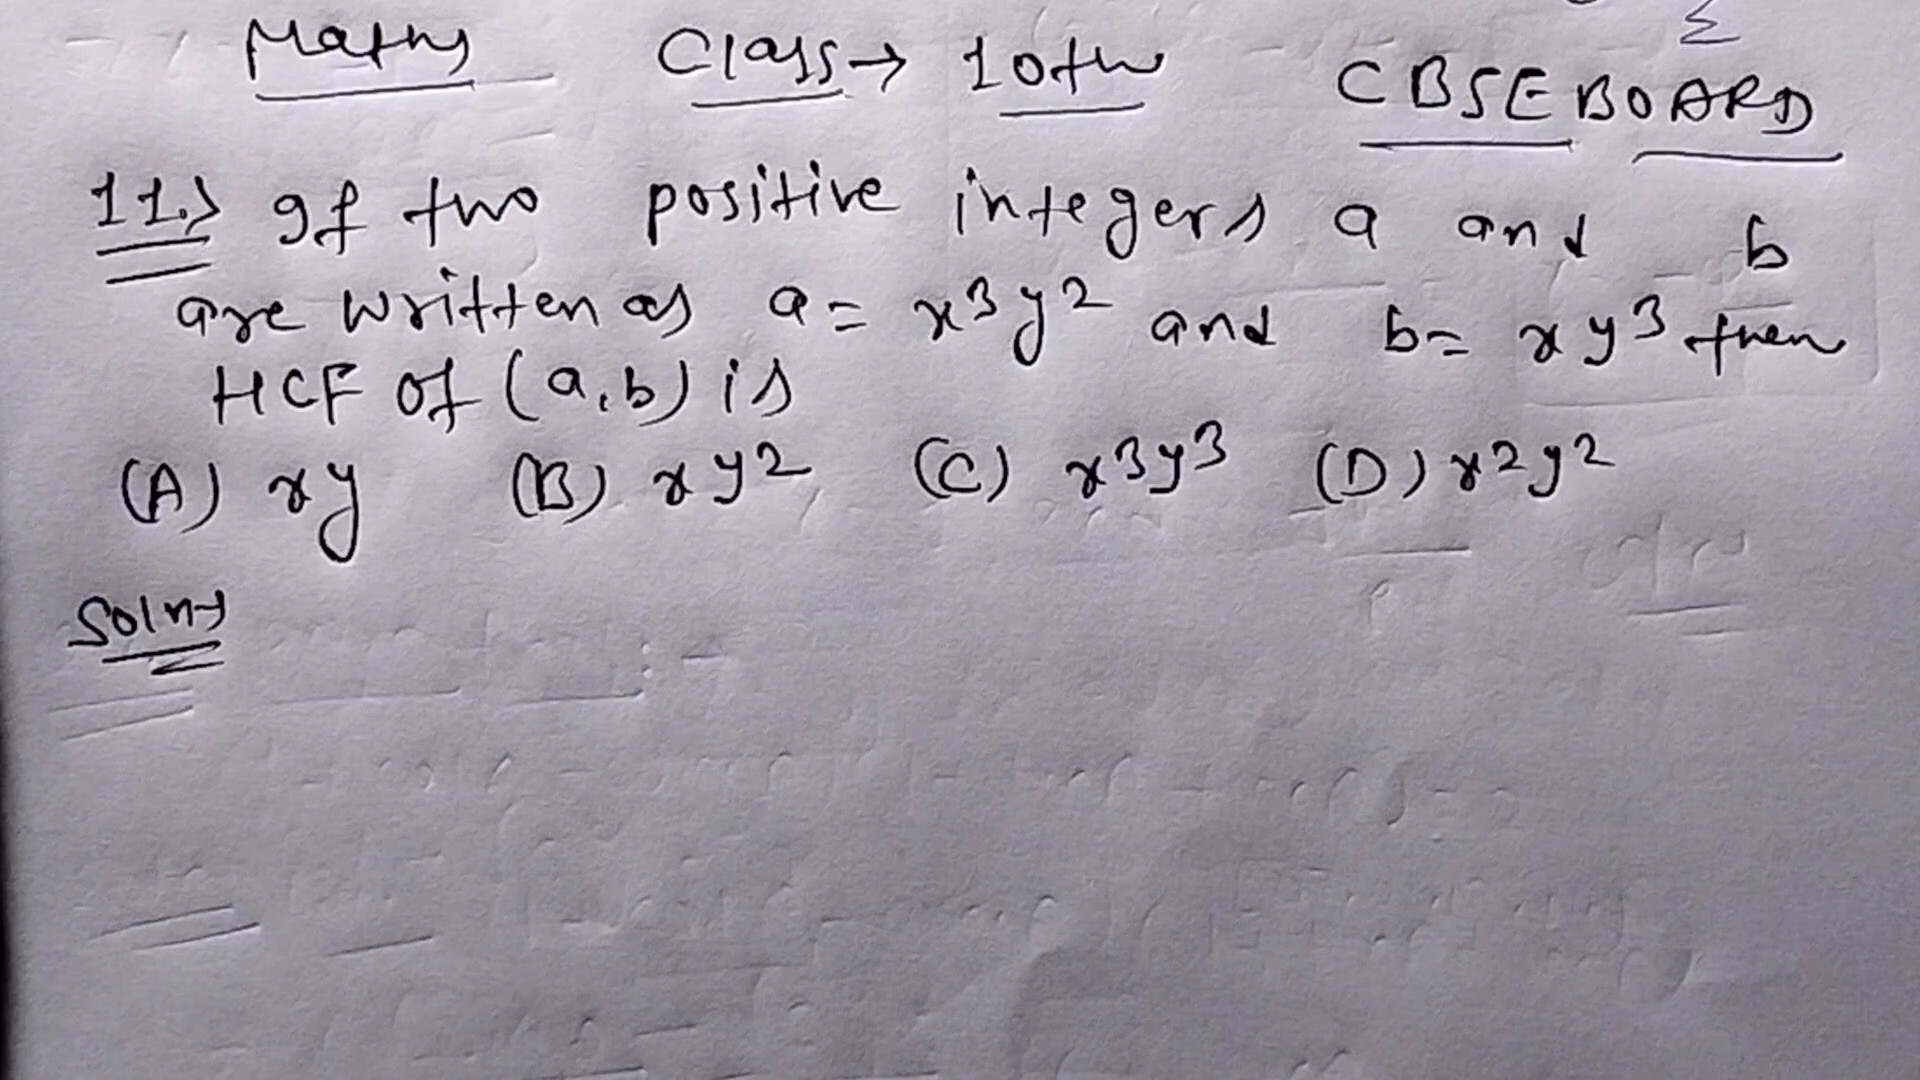 Maths Class → 10th CBSE BOARD
11.> If two positive integers a and b
are written as a = x3y2 and b = xy3 then
HCF of (a,b) is
(A) xy (B) xy2 (C) x3y3 (D) x2y2
Soln→